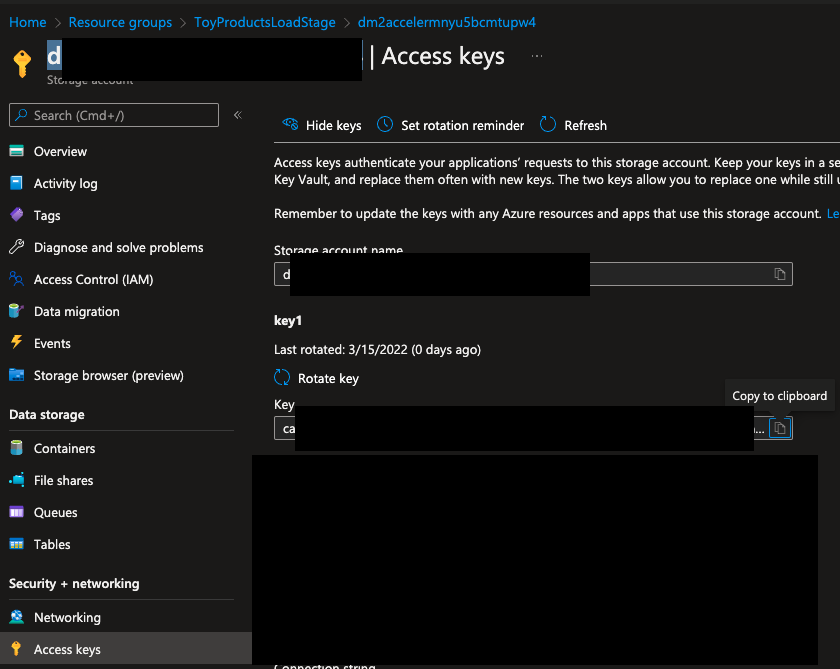 Home > Resource groups > ToyProductsLoadStage > dm2accelermnyu5bcmtupw4
d | Access keys ...
Storage account
Search (Cmd+/) «
Overview
Activity log
Tags
Diagnose and solve problems
Access Control (IAM)
Data migration
Events
Storage browser (preview)
Data storage
Containers
File shares
Queues
Tables
Security + networking
Networking
Access keys
Hide keys Set rotation reminder Refresh
Access keys authenticate your applications' requests to this storage account. Keep your keys in a se
Key Vault, and replace them often with new keys. The two keys allow you to replace one while still u
Remember to update the keys with any Azure resources and apps that use this storage account. Le
Storage account name
d
key1
Last rotated: 3/15/2022 (0 days ago)
Rotate key
Key
Copy to clipboard
ca ...
Connection string